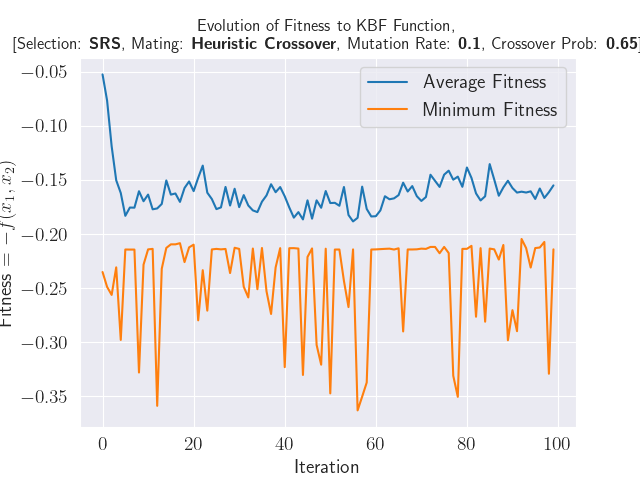 Evolution of Fitness to KBF Function,
[Selection: SRS, Mating: Heuristic Crossover, Mutation Rate: 0.1, Crossover Prob: 0.65]
Average Fitness
Minimum Fitness
−0.05
−0.10
−0.15
−0.20
−0.25
−0.30
−0.35
Fitness = −f(x₁, x₂)
0 20 40 60 80 100
Iteration